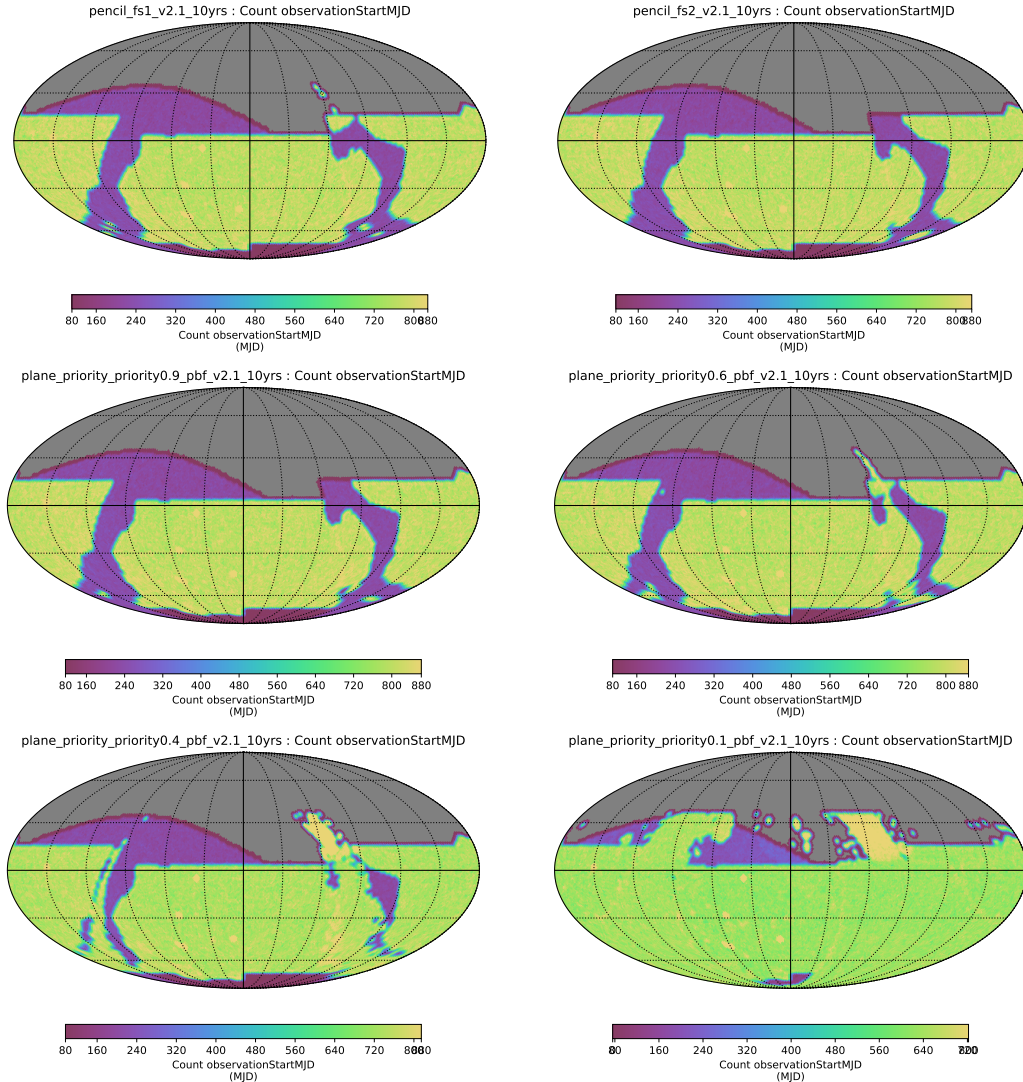 pencil_fs1_v2.1_10yrs : Count observationStartMJD
80 160 240 320 400 480 560 640 720 800 880
Count observationStartMJD
(MJD)
pencil_fs2_v2.1_10yrs : Count observationStartMJD
80 160 240 320 400 480 560 640 720 800 880
Count observationStartMJD
(MJD)
plane_priority_priority0.9_pbf_v2.1_10yrs : Count observationStartMJD
80 160 240 320 400 480 560 640 720 800 880
Count observationStartMJD
(MJD)
plane_priority_priority0.6_pbf_v2.1_10yrs : Count observationStartMJD
80 160 240 320 400 480 560 640 720 800 880
Count observationStartMJD
(MJD)
plane_priority_priority0.4_pbf_v2.1_10yrs : Count observationStartMJD
80 160 240 320 400 480 560 640 720 800
Count observationStartMJD
(MJD)
plane_priority_priority0.1_pbf_v2.1_10yrs : Count observationStartMJD
160 240 320 400 480 560 640
Count observationStartMJD
(MJD)